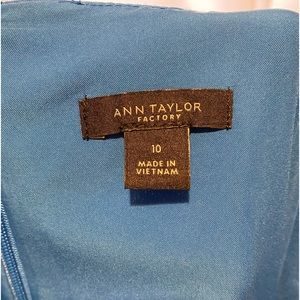 ANN TAYLOR
FACTORY
10
MADE IN
VIETNAM